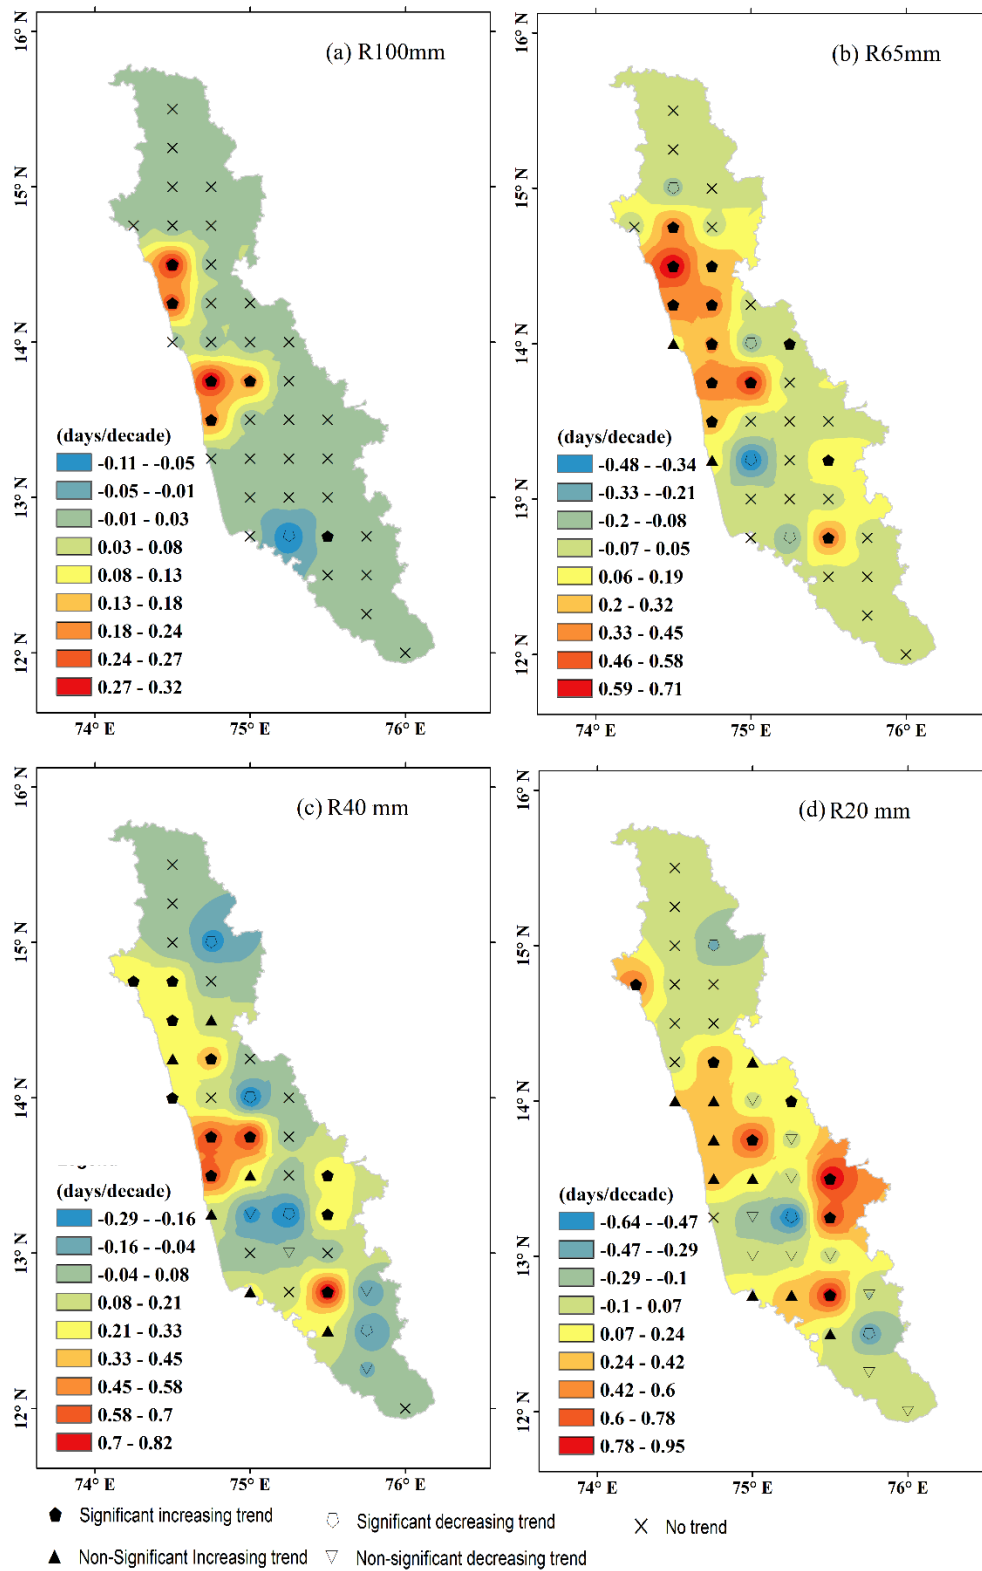 (a) R100mm
16° N
15° N
14° N
13° N
12° N
(days/decade)
-0.11 - -0.05
-0.05 - -0.01
-0.01 - 0.03
0.03 - 0.08
0.08 - 0.13
0.13 - 0.18
0.18 - 0.24
0.24 - 0.27
0.27 - 0.32
74° E 75° E 76° E
(b) R65mm
16° N
15° N
14° N
13° N
12° N
(days/decade)
-0.48 - -0.34
-0.33 - -0.21
-0.2 - -0.08
-0.07 - 0.05
0.06 - 0.19
0.2 - 0.32
0.33 - 0.45
0.46 - 0.58
0.59 - 0.71
74° E 75° E 76° E
(c) R40 mm
16° N
15° N
14° N
13° N
12° N
(days/decade)
-0.29 - -0.16
-0.16 - -0.04
-0.04 - 0.08
0.08 - 0.21
0.21 - 0.33
0.33 - 0.45
0.45 - 0.58
0.58 - 0.7
0.7 - 0.82
74° E 75° E 76° E
(d) R20 mm
16° N
15° N
14° N
13° N
12° N
(days/decade)
-0.64 - -0.47
-0.47 - -0.29
-0.29 - -0.1
-0.1 - 0.07
0.07 - 0.24
0.24 - 0.42
0.42 - 0.6
0.6 - 0.78
0.78 - 0.95
74° E 75° E 76° E
Significant increasing trend Significant decreasing trend No trend
Non-Significant Increasing trend Non-significant decreasing trend